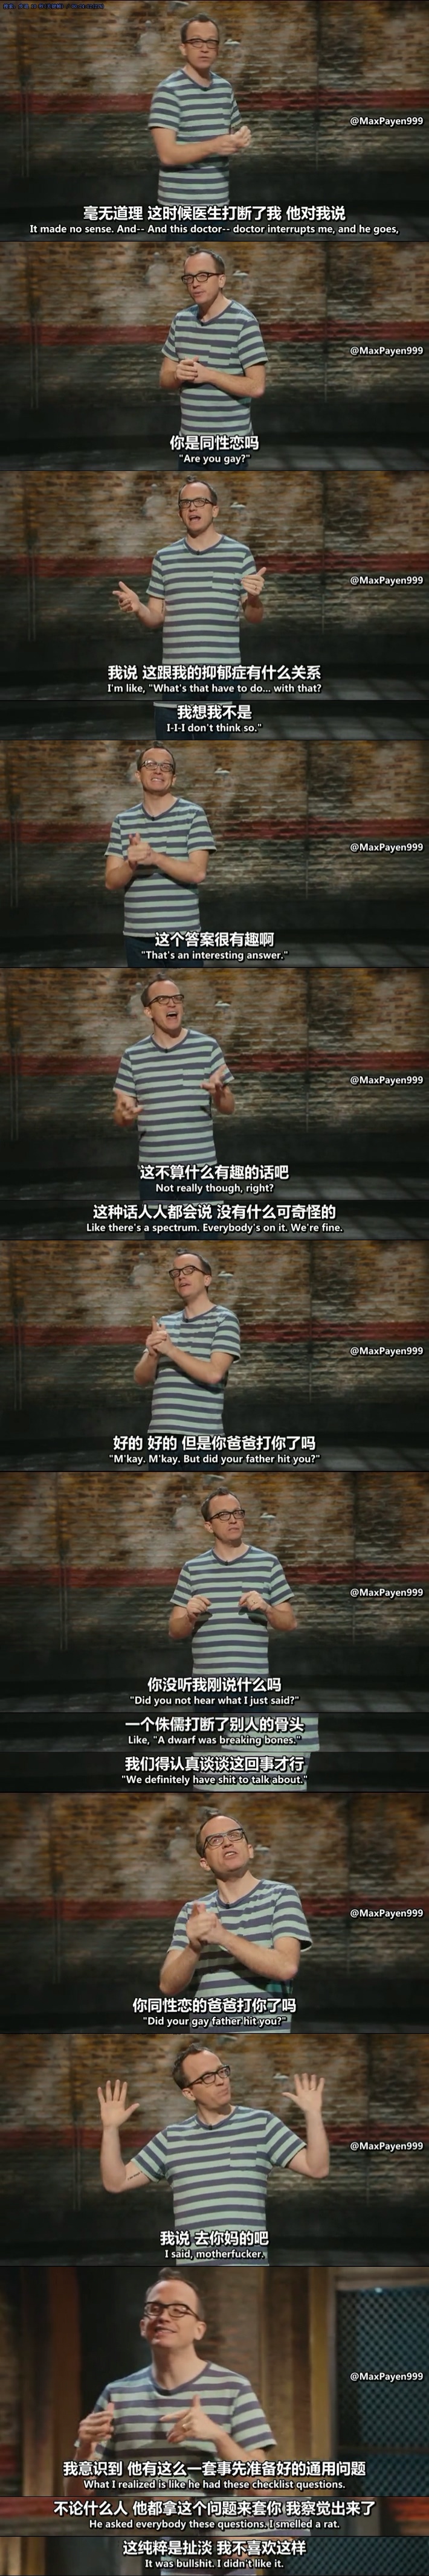 @MaxPayen999
毫无道理 这时候医生打断了我 他对我说
It made no sense. And-- And this doctor-- doctor interrupts me, and he goes,
@MaxPayen999
你是同性恋吗
"Are you gay?"
@MaxPayen999
我说 这跟我的抑郁症有什么关系
I'm like, "What's that have to do... with that?
我想我不是
I-I-I don't think so."
@MaxPayen999
这个答案很有趣啊
"That's an interesting answer."
@MaxPayen999
这不算什么有趣的话吧
Not really though, right?
这种话人人都会说 没有什么可奇怪的
Like there's a spectrum. Everybody's on it. We're fine.
@MaxPayen999
好的 好的 但是你爸爸打你了吗
"M'kay. M'kay. But did your father hit you?"
@MaxPayen999
你没听我刚说什么吗
"Did you not hear what I just said?"
一个侏儒打断了别人的骨头
Like, "A dwarf was breaking bones."
我们得认真谈谈这回事才行
"We definitely have shit to talk about."
@MaxPayen999
你同性恋的爸爸打你了吗
"Did your gay father hit you?"
@MaxPayen999
我说 去你妈的吧
I said, motherfucker.
@MaxPayen999
我意识到 他有这么一套事先准备好的通用问题
What I realized is like he had these checklist questions.
不论什么人 他都拿这个问题来套你 我察觉出来了
He asked everybody these questions. I smelled a rat.
这纯粹是扯淡 我不喜欢这样
It was bullshit. I didn't like it.